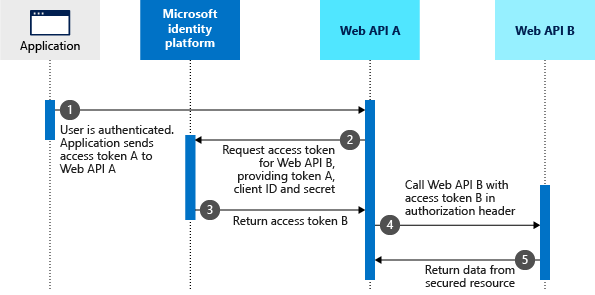 Application
Microsoft
identity
platform
Web API A
Web API B
1
User is authenticated.
Application sends
access token A to
Web API A
2
Request access token
for Web API B,
providing token A,
client ID and secret
3
Return access token B
4
Call Web API B with
access token B in
authorization header
5
Return data from
secured resource